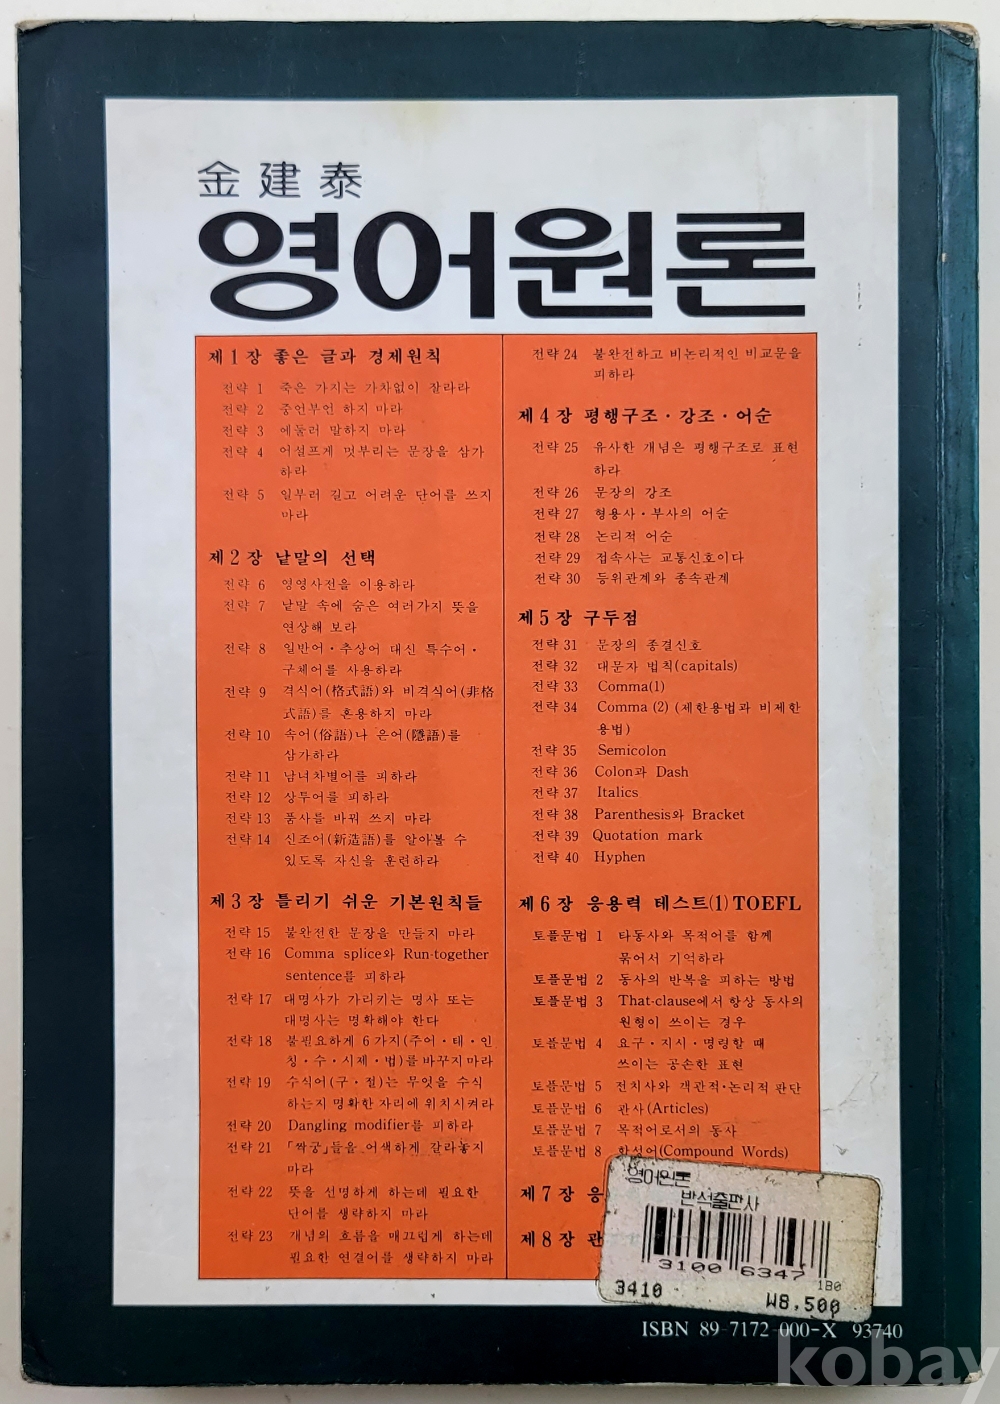 金建泰
영어원론
제1장 좋은 글과 경제원칙
전략 1 죽은 가지는 가차없이 잘라라
전략 2 중언부언 하지 마라
전략 3 에둘러 말하지 마라
전략 4 어설프게 멋부리는 문장을 삼가
하라
전략 5 일부러 길고 어려운 단어를 쓰지
마라
제2장 낱말의 선택
전략 6 영영사전을 이용하라
전략 7 낱말 속에 숨은 여러가지 뜻을
연상해 보라
전략 8 일반어·추상어 대신 특수어·
구체어를 사용하라
전략 9 격식어(格式語)와 비격식어(非格
式語)를 혼용하지 마라
전략 10 속어(俗語)나 은어(隱語)를
삼가하라
전략 11 남녀차별어를 피하라
전략 12 상투어를 피하라
전략 13 품사를 바꿔 쓰지 마라
전략 14 신조어(新造語)를 알아볼 수
있도록 자신을 훈련하라
제3장 틀리기 쉬운 기본원칙들
전략 15 불완전한 문장을 만들지 마라
전략 16 Comma splice와 Run-together
sentence를 피하라
전략 17 대명사가 가리키는 명사 또는
대명사는 명확해야 한다
전략 18 불필요하게 6가지(주어·태·인
칭·수·시제·법)를 바꾸지 마라
전략 19 수식어(구·절)는 무엇을 수식
하는지 명확한 자리에 위치시켜라
전략 20 Dangling modifier를 피하라
전략 21 「짝궁」들을 어색하게 갈라놓지
마라
전략 22 뜻을 선명하게 하는데 필요한
단어를 생략하지 마라
전략 23 개념의 흐름을 매끄럽게 하는데
필요한 연결어를 생략하지 마라
전략 24 불완전하고 비논리적인 비교문을
피하라
제4장 평행구조·강조·어순
전략 25 유사한 개념은 평행구조로 표현
하라
전략 26 문장의 강조
전략 27 형용사·부사의 어순
전략 28 논리적 어순
전략 29 접속사는 교통신호이다
전략 30 등위관계와 종속관계
제5장 구두점
전략 31 문장의 종결신호
전략 32 대문자 법칙(capitals)
전략 33 Comma(1)
전략 34 Comma (2) (제한용법과 비제한
용법)
전략 35 Semicolon
전략 36 Colon과 Dash
전략 37 Italics
전략 38 Parenthesis와 Bracket
전략 39 Quotation mark
전략 40 Hyphen
제6장 응용력 테스트(1) TOEFL
토플문법 1 타동사와 목적어를 함께
묶어서 기억하라
토플문법 2 동사의 반복을 피하는 방법
토플문법 3 That-clause에서 항상 동사의
원형이 쓰이는 경우
토플문법 4 요구·지시·명령할 때
쓰이는 공손한 표현
토플문법 5 전치사와 객관적·논리적 판단
토플문법 6 관사(Articles)
토플문법 7 목적어로서의 동사
토플문법 8 합성어(Compound Words)
제7장 응
제8장 관
영어원론
반석출판사
3100 6347
180
3410 ₩8,500
ISBN 89-7172-000-X 93740
kobay